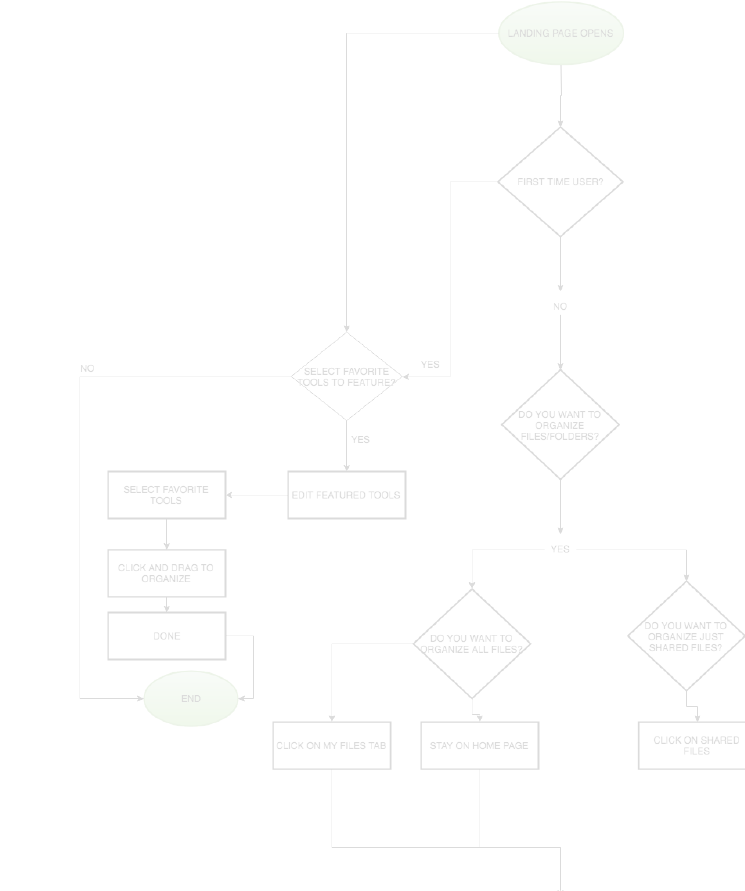 LANDING PAGE OPENS
FIRST TIME USER?
NO
YES
NO
SELECT FAVORITE
TOOLS TO FEATURE?
DO YOU WANT TO
ORGANIZE
FILES/FOLDERS?
YES
SELECT FAVORITE
TOOLS
EDIT FEATURED TOOLS
YES
CLICK AND DRAG TO
ORGANIZE
DONE
DO YOU WANT TO
ORGANIZE ALL FILES?
DO YOU WANT TO
ORGANIZE JUST
SHARED FILES?
END
CLICK ON MY FILES TAB
STAY ON HOME PAGE
CLICK ON SHARED
FILES